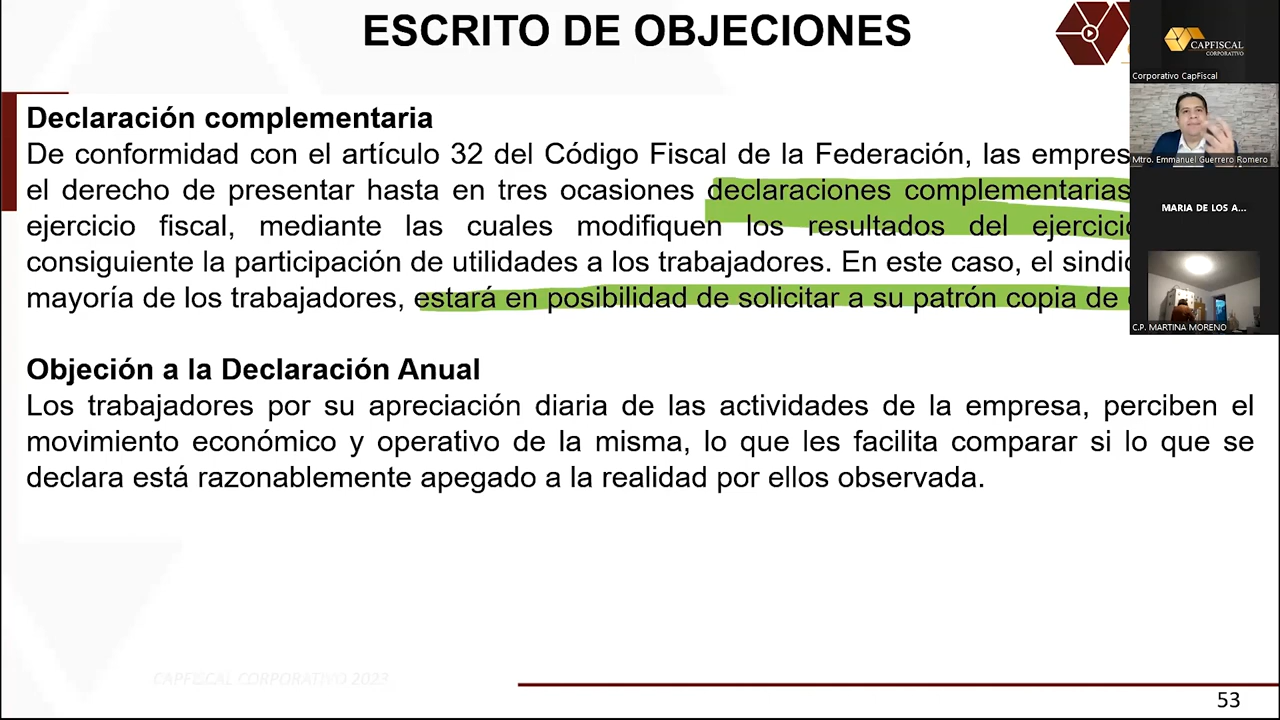 ESCRITO DE OBJECIONES
Declaración complementaria
De conformidad con el artículo 32 del Código Fiscal de la Federación, las
el derecho de presentar hasta en tres ocasiones declaraciones complementarias
ejercicio fiscal, mediante las cuales modifiquen los resultados del
consiguiente la participación de utilidades a los trabajadores. En este caso, el
mayoría de los trabajadores, estará en posibilidad de solicitar a su patrón copia de
Objeción a la Declaración Anual
Los trabajadores por su apreciación diaria de las actividades de la empresa, perciben el
movimiento económico y operativo de la misma, lo que les facilita comparar si lo que se
declara está razonablemente apegado a la realidad por ellos observada.
CAPFISCAL CORPORATIVO 2023
53
CAPFISCAL
CORPORATIVO
Corporativo CapFiscal
Mtro. Emmanuel Guerrero Romero
MARIA DE LOS A...
C.P. MARTINA MORENO